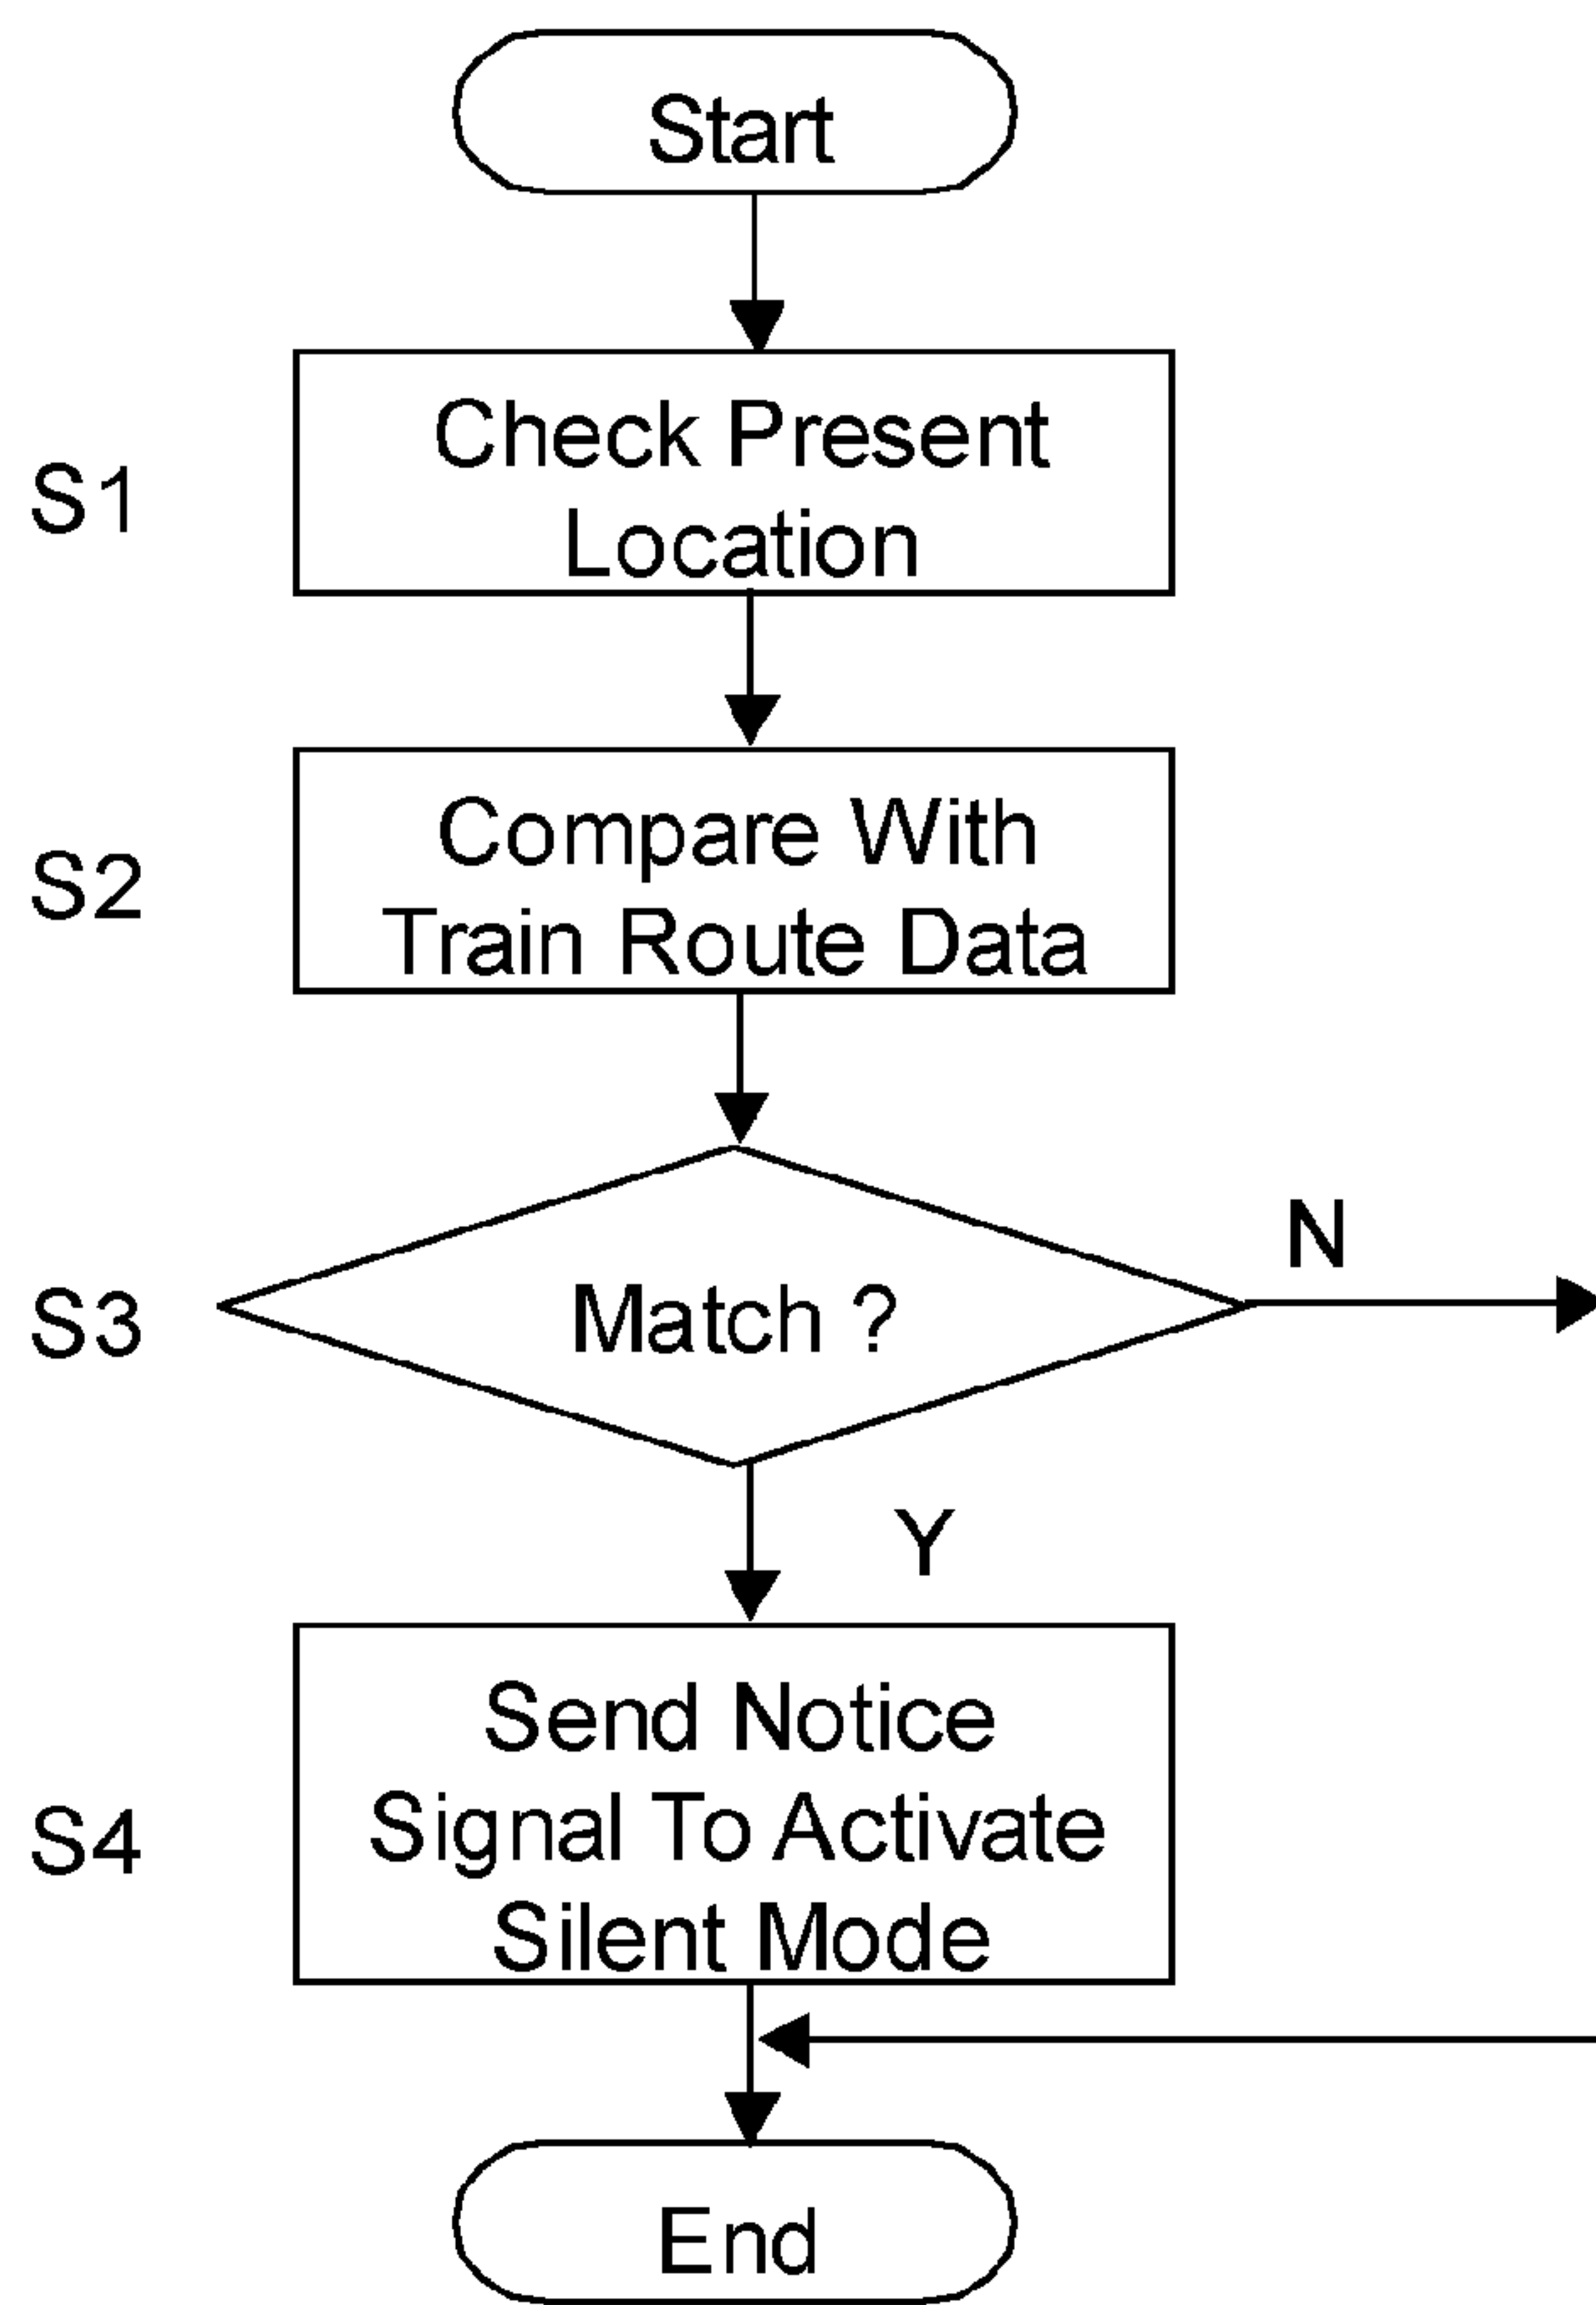 Start
S1
Check Present
Location
S2
Compare With
Train Route Data
S3
Match ?
N
Y
S4
Send Notice
Signal To Activate
Silent Mode
End